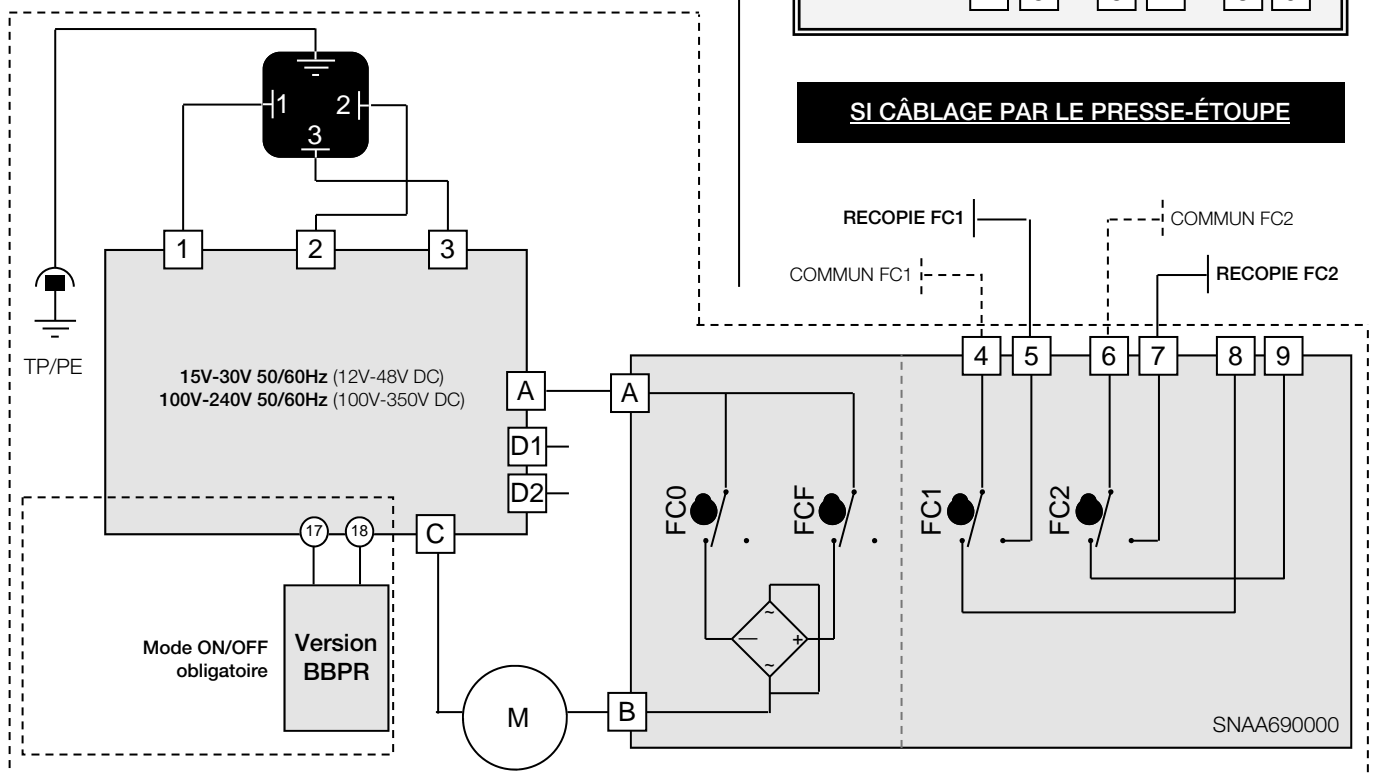 SI CÂBLAGE PAR LE PRESSE-ÉTOUPE
1
2
3
RECOPIE FC1
COMMUN FC2
COMMUN FC1
RECOPIE FC2
1
2
3
TP/PE
15V-30V 50/60Hz (12V-48V DC)
100V-240V 50/60Hz (100V-350V DC)
A
D1
D2
A
4
5
6
7
8
9
FC0
FCF
FC1
FC2
17
18
C
Mode ON/OFF
obligatoire
Version
BBPR
~
—
+
~
M
B
SNAA690000